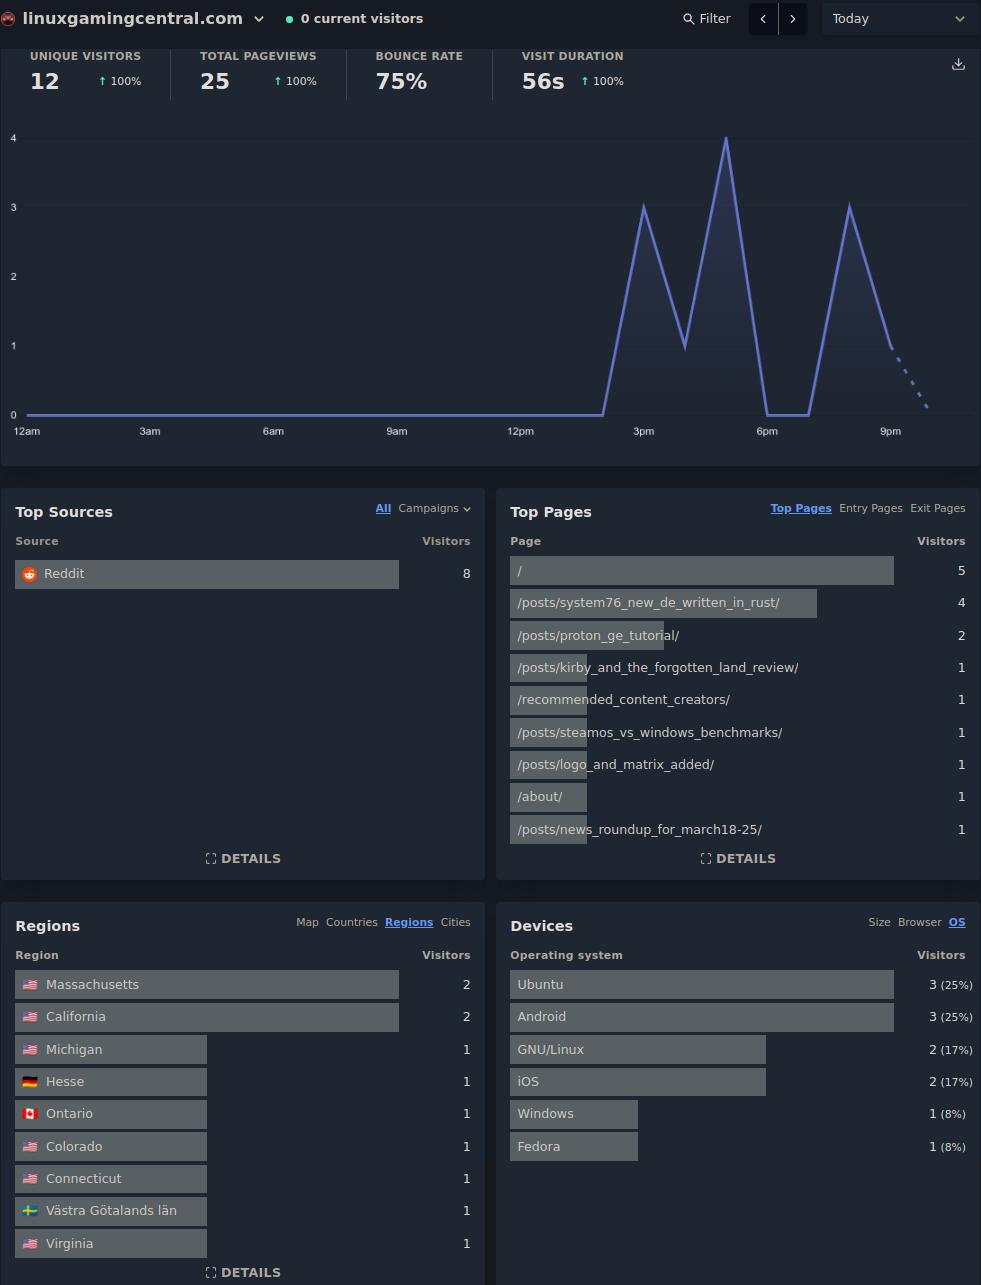 linuxgamingcentral.com 0 current visitors Filter Today
UNIQUE VISITORS TOTAL PAGEVIEWS BOUNCE RATE VISIT DURATION
12 ↑ 100% 25 ↑ 100% 75% 56s ↑ 100%
4
3
2
1
0
12am 3am 6am 9am 12pm 3pm 6pm 9pm
Top Sources All Campaigns
Source Visitors
Reddit 8
DETAILS
Top Pages Top Pages Entry Pages Exit Pages
Page Visitors
/ 5
/posts/system76_new_de_written_in_rust/ 4
/posts/proton_ge_tutorial/ 2
/posts/kirby_and_the_forgotten_land_review/ 1
/recommended_content_creators/ 1
/posts/steamos_vs_windows_benchmarks/ 1
/posts/logo_and_matrix_added/ 1
/about/ 1
/posts/news_roundup_for_march18-25/ 1
DETAILS
Regions Map Countries Regions Cities
Region Visitors
Massachusetts 2
California 2
Michigan 1
Hesse 1
Ontario 1
Colorado 1
Connecticut 1
Västra Götalands län 1
Virginia 1
DETAILS
Devices Size Browser OS
Operating system Visitors
Ubuntu 3 (25%)
Android 3 (25%)
GNU/Linux 2 (17%)
iOS 2 (17%)
Windows 1 (8%)
Fedora 1 (8%)